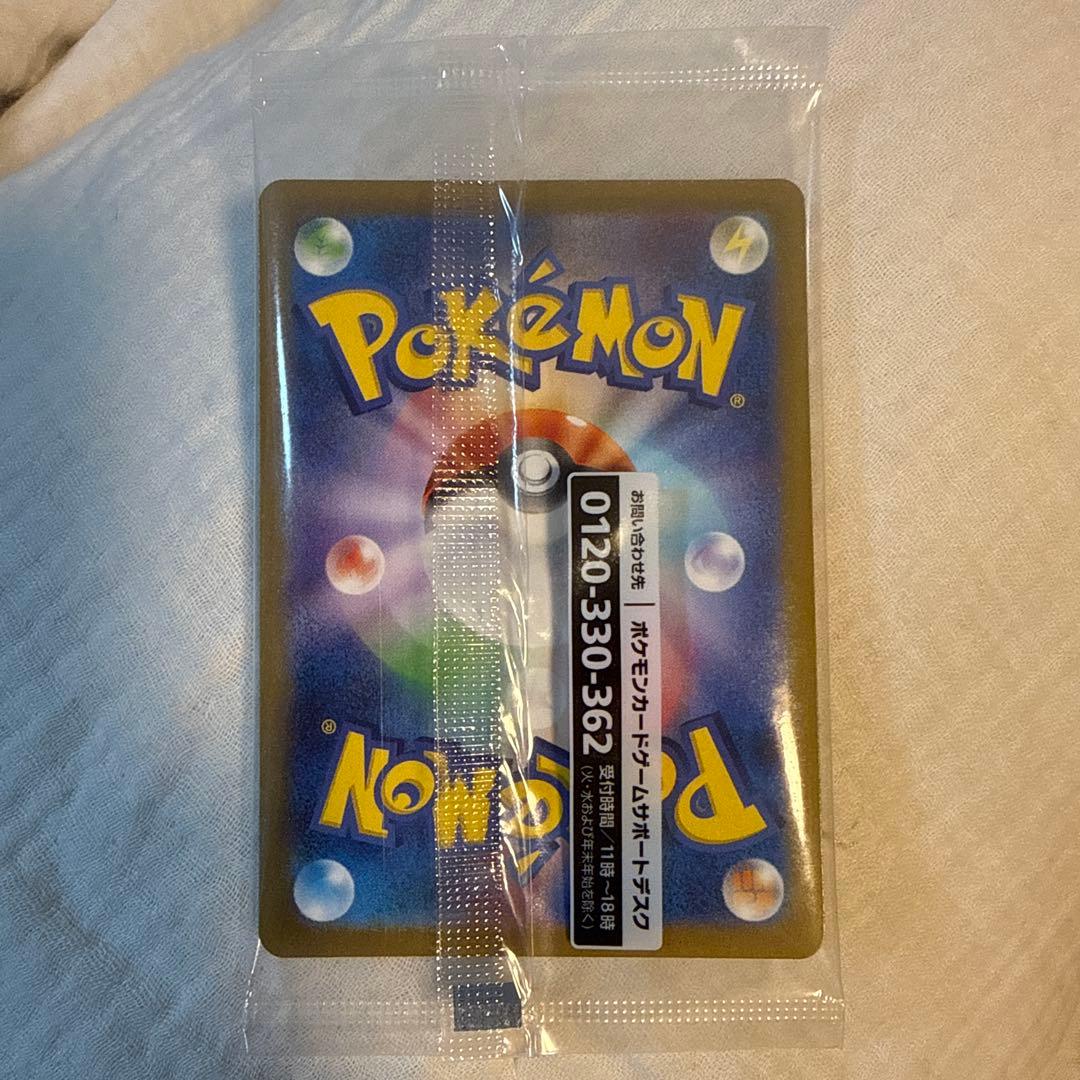 POKÉMON
®
お問い合わせ先 | ポケモンカードゲームサポートデスク
0120-330-362 受付時間/11時〜18時
(火・水および年末年始を除く)
POKÉMON
®